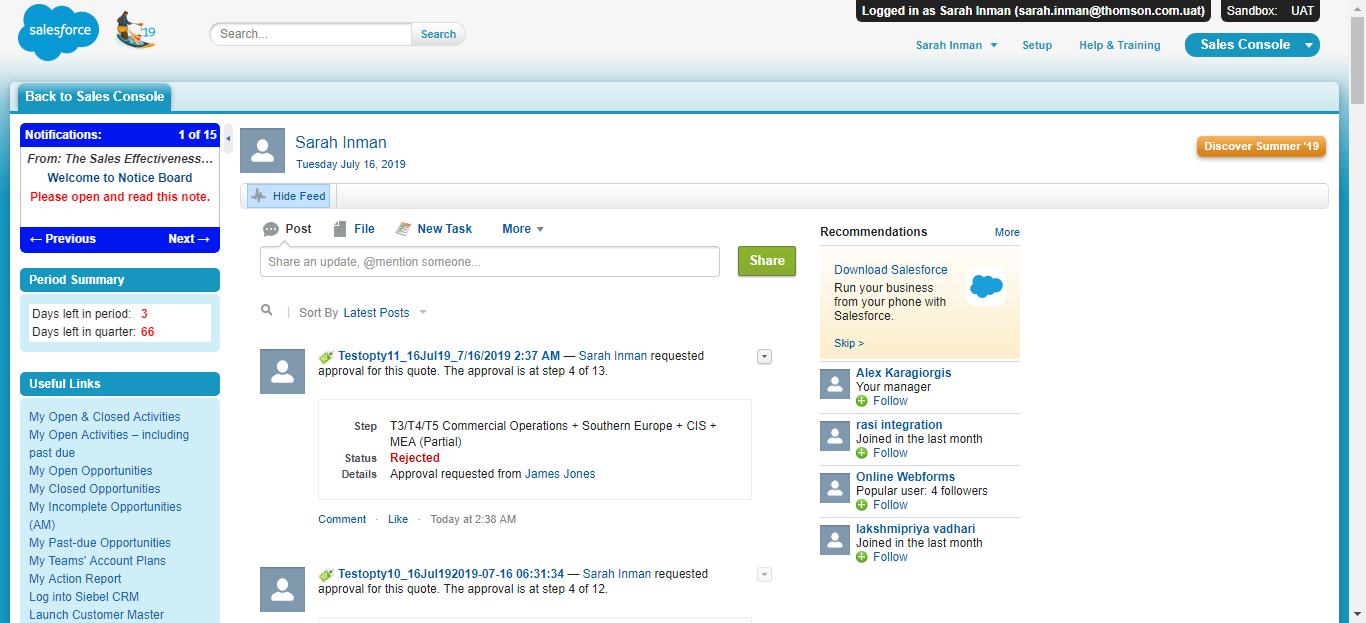 Logged in as Sarah Inman (sarah.inman@thomson.com.uat)
Sandbox: UAT
salesforce
'19
Search...
Search
Sarah Inman
Setup
Help & Training
Sales Console
Back to Sales Console
Notifications: 1 of 15
From: The Sales Effectiveness...
Welcome to Notice Board
Please open and read this note.
← Previous Next →
Period Summary
Days left in period: 3
Days left in quarter: 66
Useful Links
My Open & Closed Activities
My Open Activities – including
past due
My Open Opportunities
My Closed Opportunities
My Incomplete Opportunities
(AM)
My Past-due Opportunities
My Teams' Account Plans
My Action Report
Log into Siebel CRM
Launch Customer Master
Sarah Inman
Tuesday July 16, 2019
Discover Summer '19
Hide Feed
Post File New Task More
Share an update, @mention someone...
Share
Sort By Latest Posts
Testopty11_16Jul19_7/16/2019 2:37 AM — Sarah Inman requested
approval for this quote. The approval is at step 4 of 13.
Step T3/T4/T5 Commercial Operations + Southern Europe + CIS +
MEA (Partial)
Status Rejected
Details Approval requested from James Jones
Comment · Like · Today at 2:38 AM
Testopty10_16Jul192019-07-16 06:31:34 — Sarah Inman requested
approval for this quote. The approval is at step 4 of 12.
Recommendations More
Download Salesforce
Run your business
from your phone with
Salesforce.
Skip >
Alex Karagiorgis
Your manager
Follow
rasi integration
Joined in the last month
Follow
Online Webforms
Popular user: 4 followers
Follow
lakshmipriya vadhari
Joined in the last month
Follow